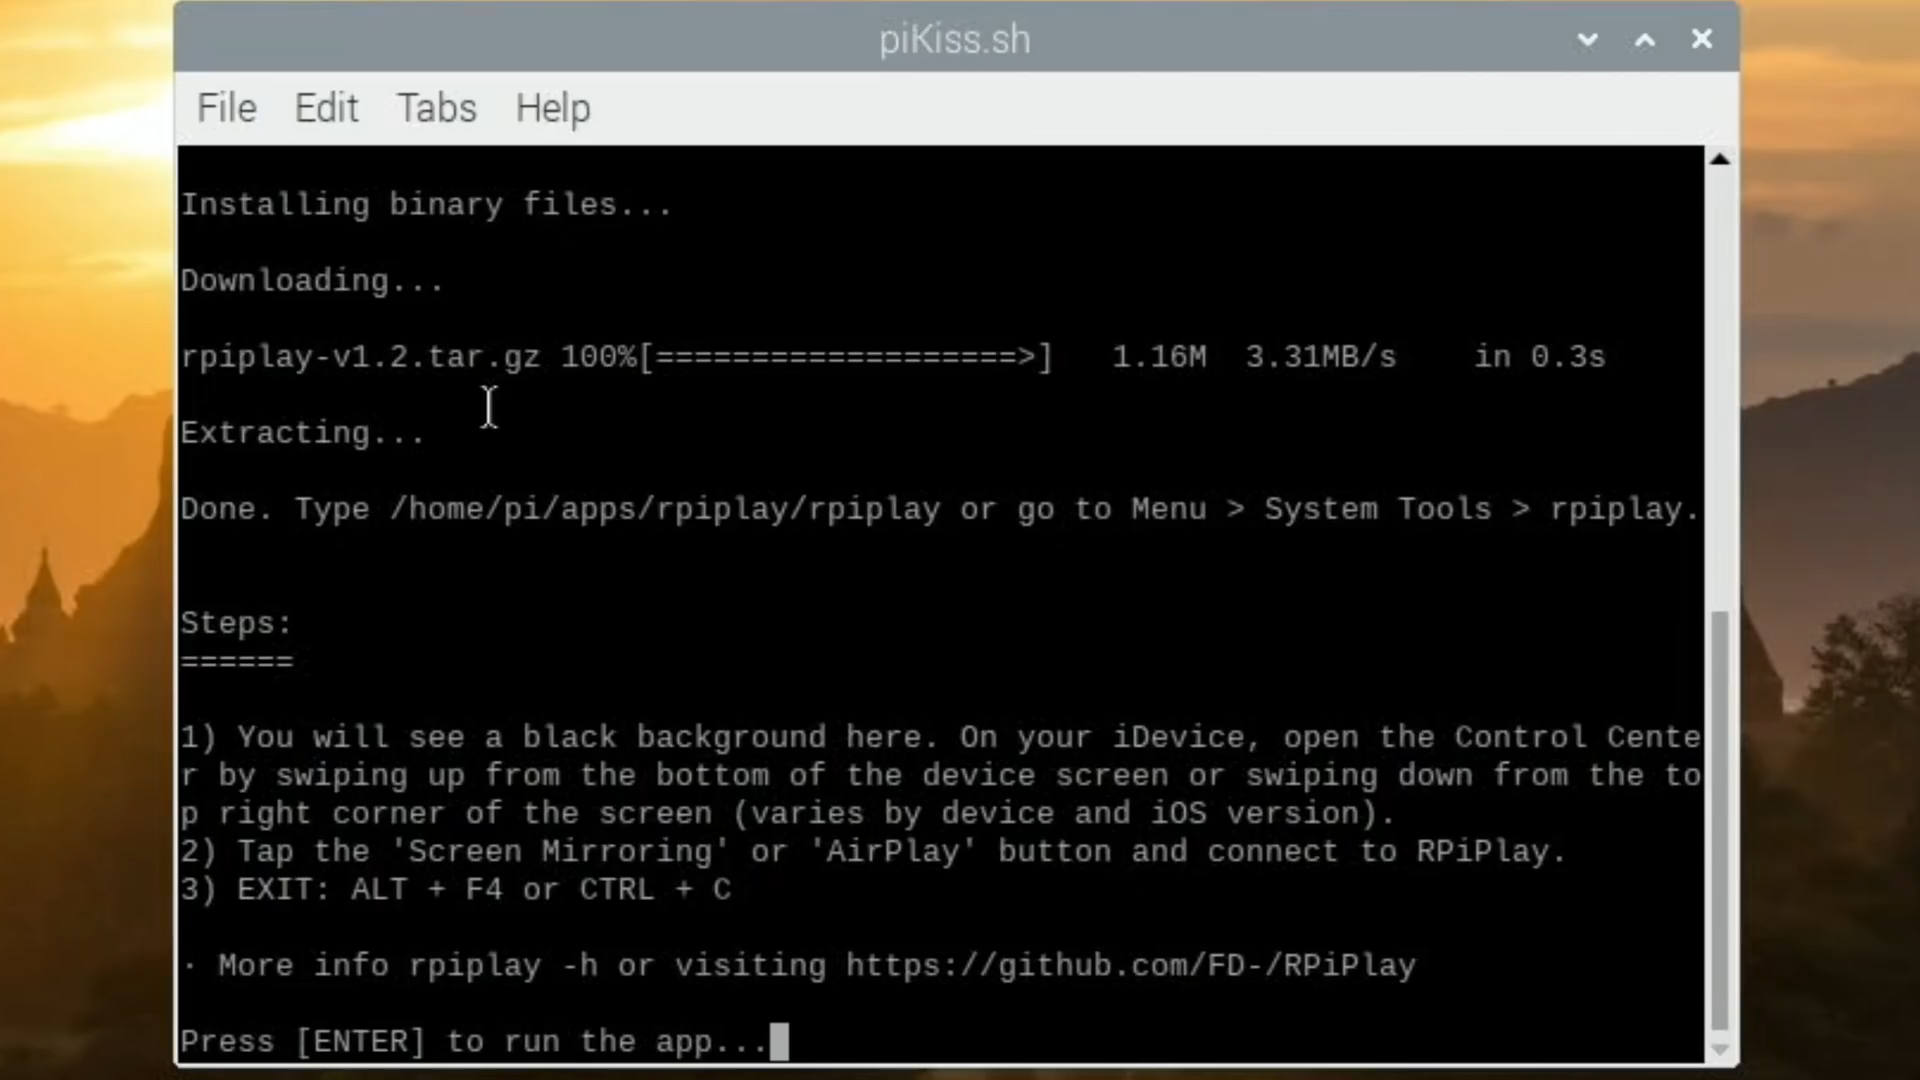 piKiss.sh
File Edit Tabs Help
Installing binary files...
Downloading...
rpiplay-v1.2.tar.gz 100%[===================>] 1.16M 3.31MB/s in 0.3s
Extracting...
Done. Type /home/pi/apps/rpiplay/rpiplay or go to Menu > System Tools > rpiplay.
Steps:
======
1) You will see a black background here. On your iDevice, open the Control Cente
r by swiping up from the bottom of the device screen or swiping down from the to
p right corner of the screen (varies by device and iOS version).
2) Tap the 'Screen Mirroring' or 'AirPlay' button and connect to RPiPlay.
3) EXIT: ALT + F4 or CTRL + C
· More info rpiplay -h or visiting https://github.com/FD-/RPiPlay
Press [ENTER] to run the app...